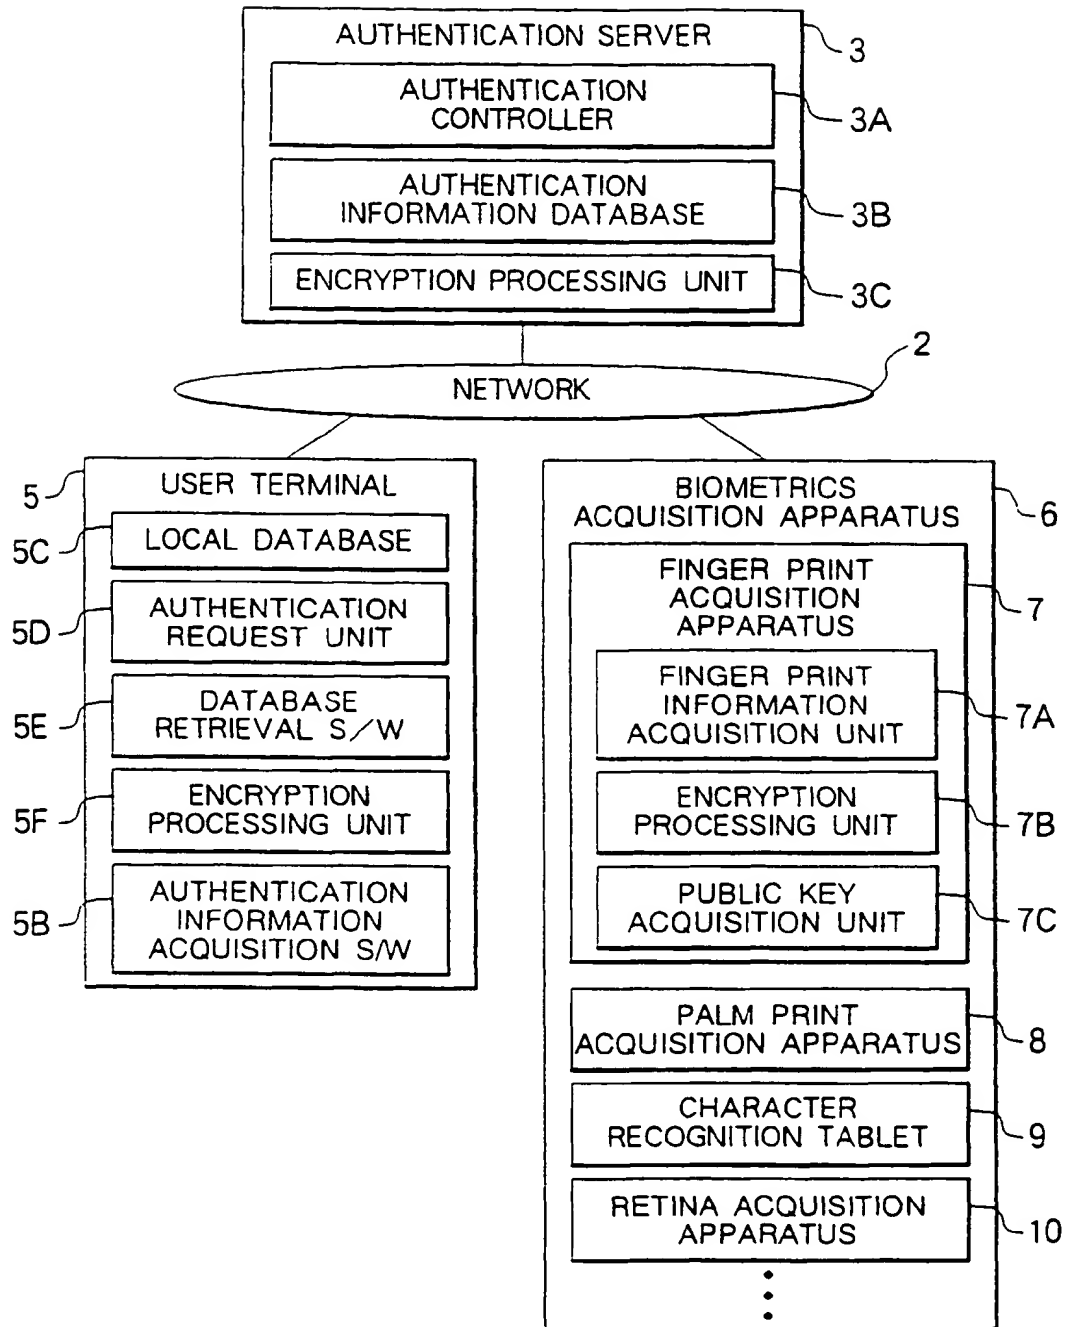 AUTHENTICATION SERVER
3
AUTHENTICATION
CONTROLLER
3A
AUTHENTICATION
INFORMATION DATABASE
3B
ENCRYPTION PROCESSING UNIT
3C
2
NETWORK
5
USER TERMINAL
5C
LOCAL DATABASE
5D
AUTHENTICATION
REQUEST UNIT
5E
DATABASE
RETRIEVAL S/W
5F
ENCRYPTION
PROCESSING UNIT
5B
AUTHENTICATION
INFORMATION
ACQUISITION S/W
BIOMETRICS
ACQUISITION APPARATUS
6
FINGER PRINT
ACQUISITION
APPARATUS
7
FINGER PRINT
INFORMATION
ACQUISITION UNIT
7A
ENCRYPTION
PROCESSING UNIT
7B
PUBLIC KEY
ACQUISITION UNIT
7C
PALM PRINT
ACQUISITION APPARATUS
8
CHARACTER
RECOGNITION TABLET
9
RETINA ACQUISITION
APPARATUS
10